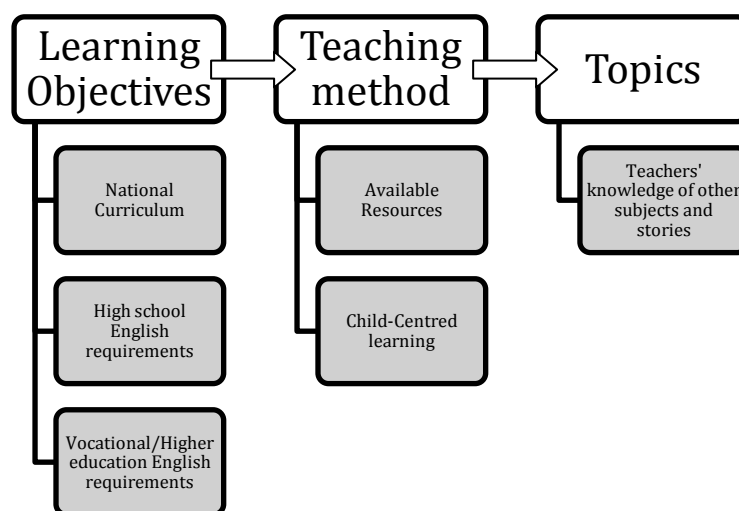 Learning
Objectives
National
Curriculum
High school
English
requirements
Vocational/Higher
education English
requirements
Teaching
method
Available
Resources
Child-Centred
learning
Topics
Teachers'
knowledge of other
subjects and
stories